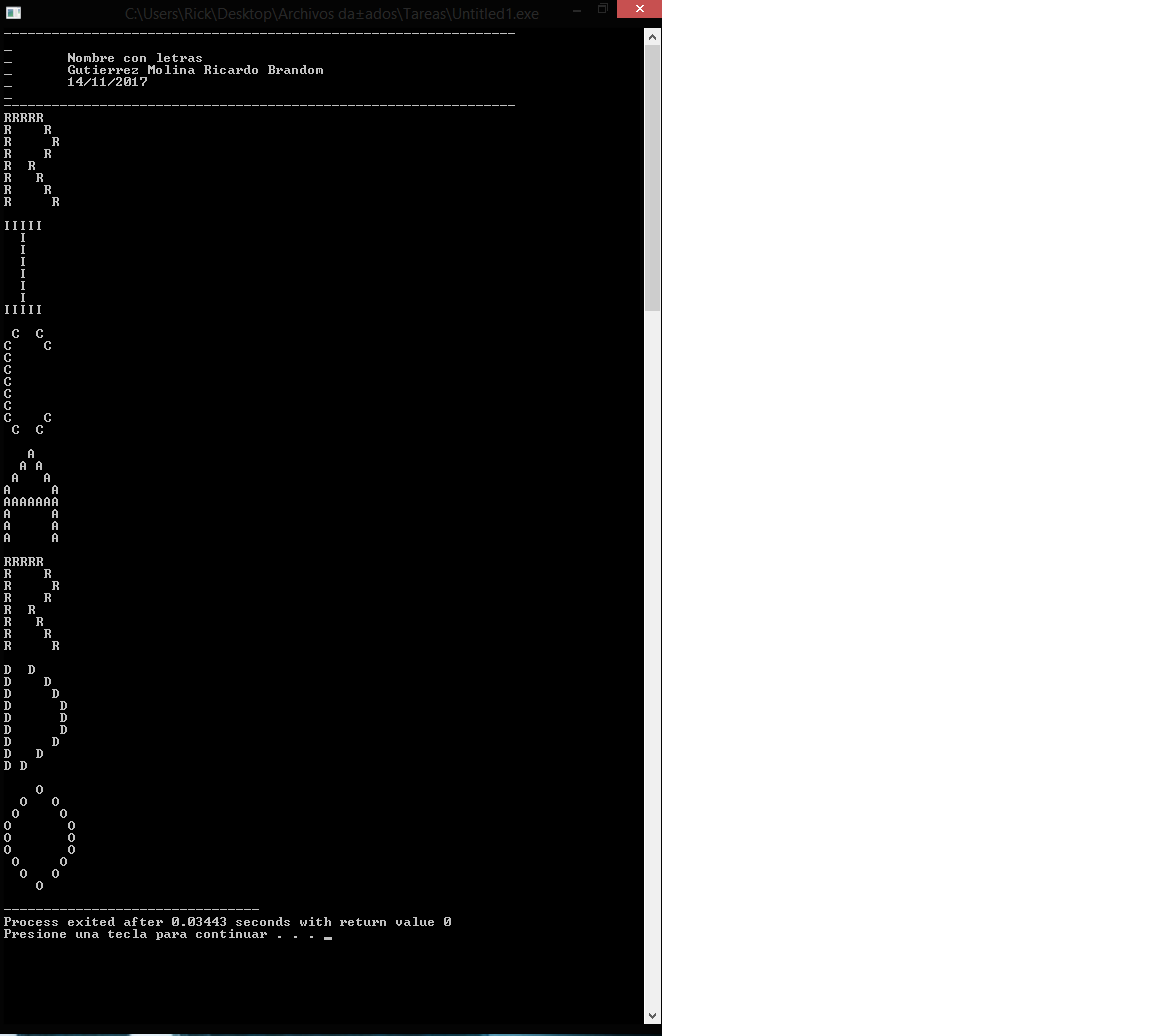 C:\Users\Rick\Desktop\Archivos da±ados\Tareas\Untitled1.exe
----------------------------------------------------------------
_
_       Nombre con letras
_       Gutierrez Molina Ricardo Brandom
_       14/11/2017
_
----------------------------------------------------------------
RRRRR
R    R
R     R
R    R
R  R
R   R
R    R
R     R

IIIII
  I
  I
  I
  I
  I
  I
IIIII

 C  C
C    C
C
C
C
C
C
C    C
 C  C

   A
  A A
 A   A
A     A
AAAAAAA
A     A
A     A
A     A

RRRRR
R    R
R     R
R    R
R  R
R   R
R    R
R     R

D  D
D    D
D     D
D      D
D      D
D      D
D     D
D   D
D D

    O
  O   O
 O     O
O       O
O       O
O       O
 O     O
  O   O
    O

--------------------------------
Process exited after 0.03443 seconds with return value 0
Presione una tecla para continuar . . . _